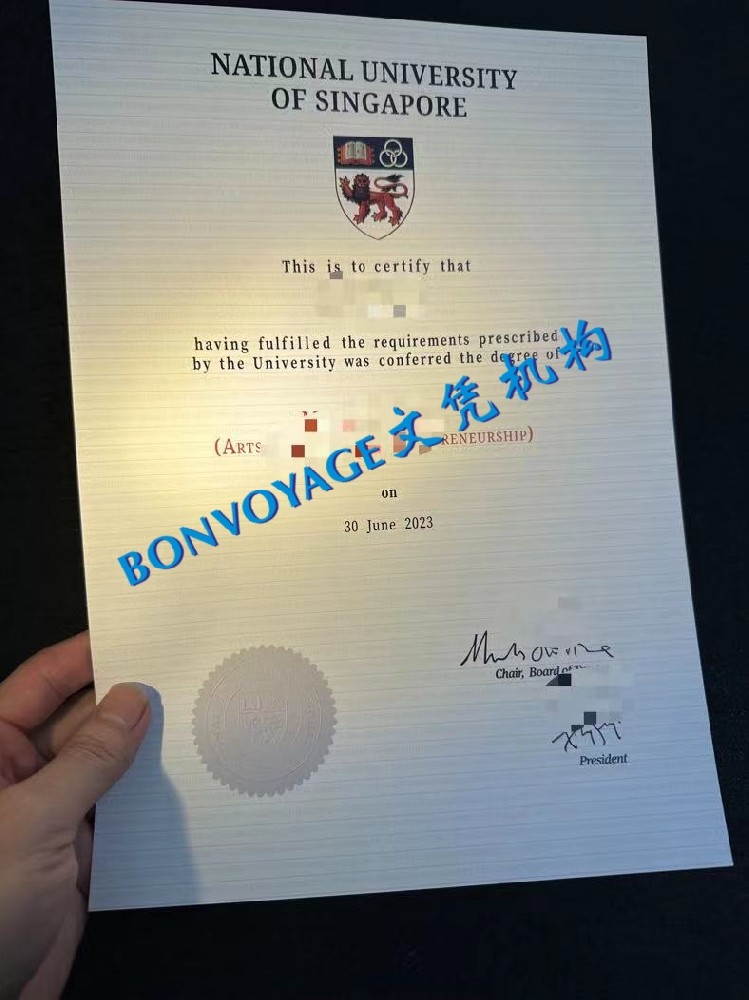 NATIONAL UNIVERSITY
OF SINGAPORE
This is to certify that
having fulfilled the requirements prescribed
by the University was conferred the degree of
(ARTS RENEURSHIP)
BONVOYAGE文凭机构
on
30 June 2023
Chair, Board
President